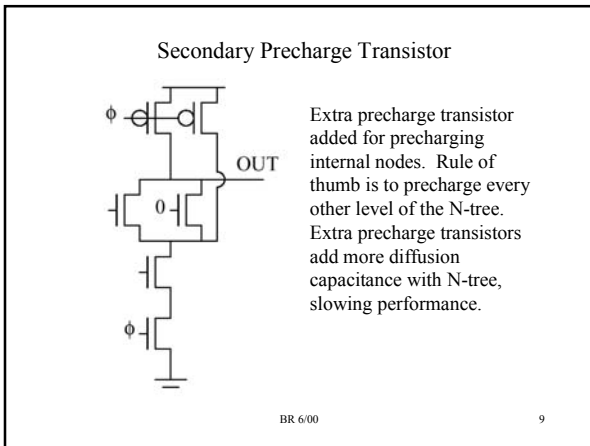 Secondary Precharge Transistor
ϕ
OUT
0
ϕ
Extra precharge transistor
added for precharging
internal nodes. Rule of
thumb is to precharge every
other level of the N-tree.
Extra precharge transistors
add more diffusion
capacitance with N-tree,
slowing performance.
BR 6/00
9